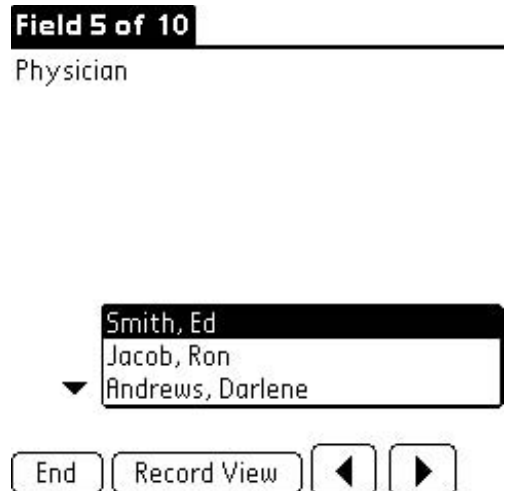 Field 5 of 10
Physician
Smith, Ed
Jacob, Ron
Andrews, Darlene
End Record View